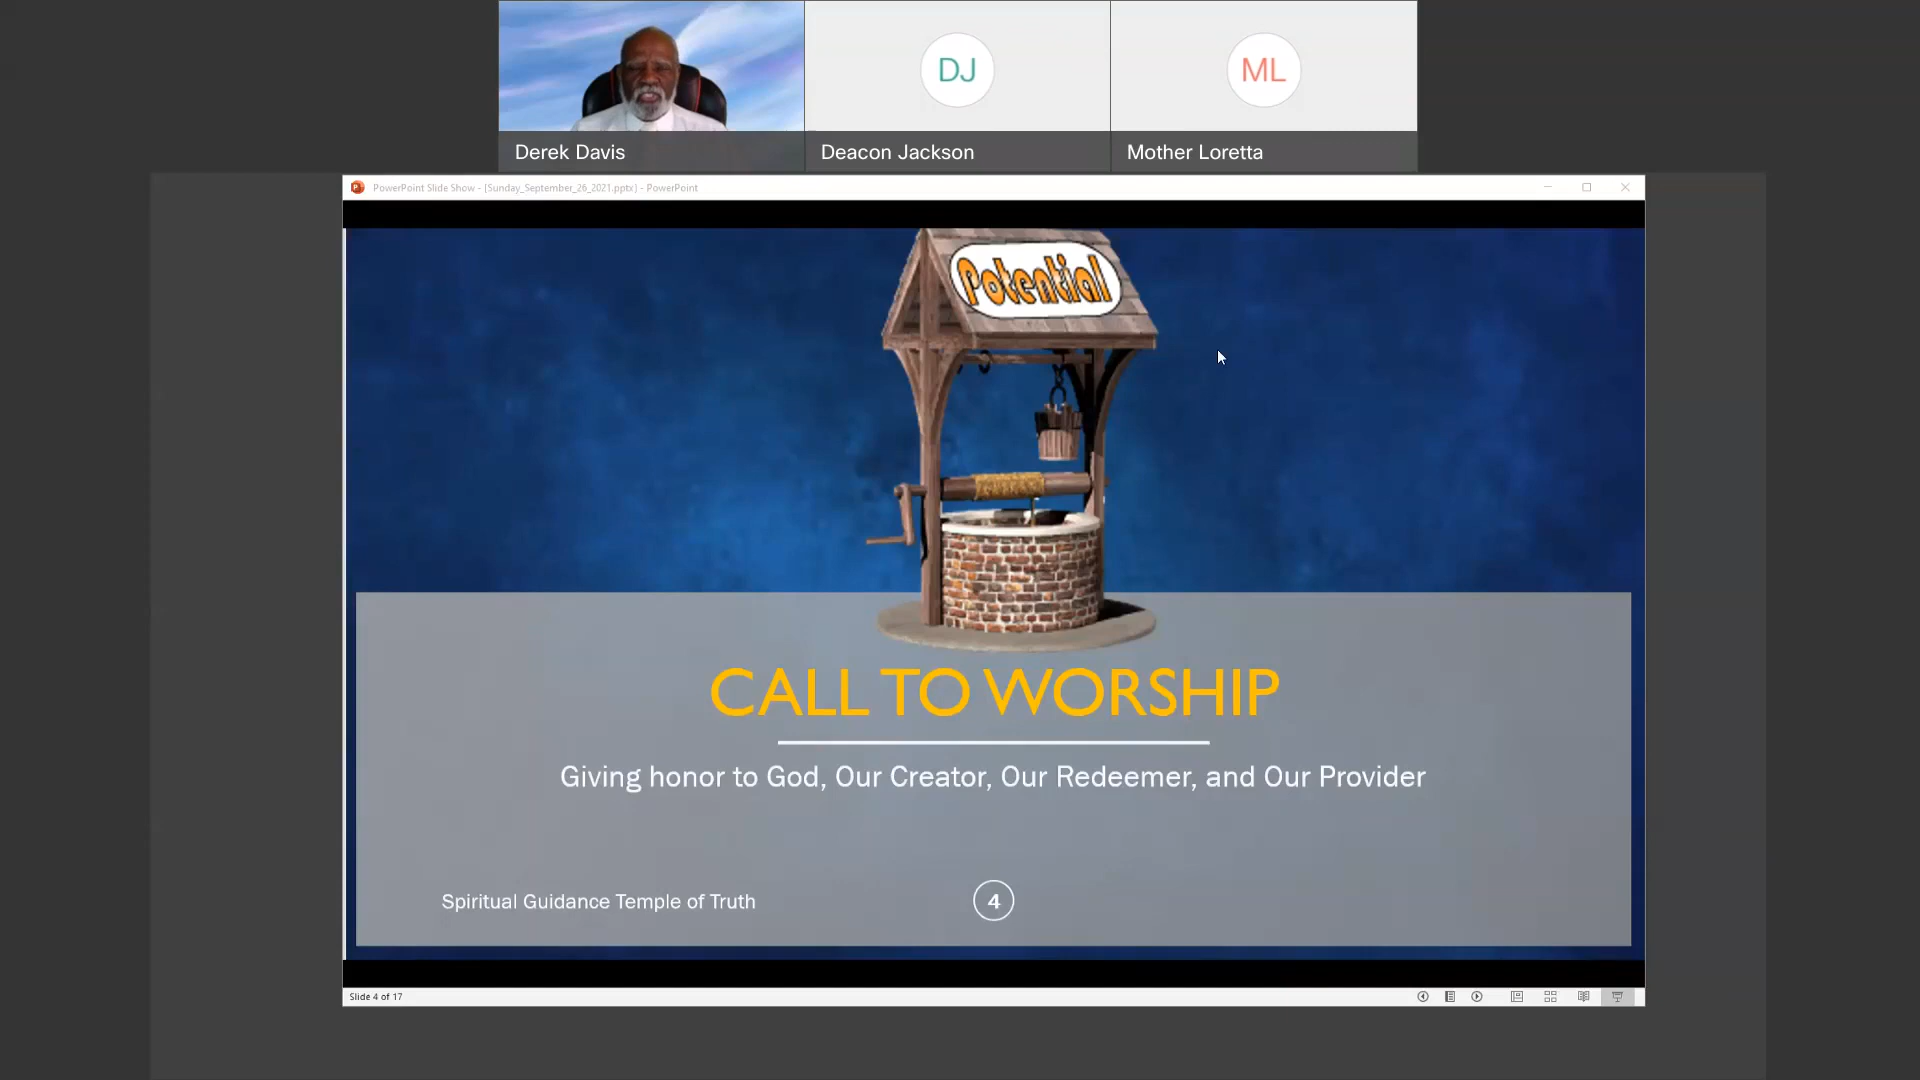 DJ
ML
Derek Davis
Deacon Jackson
Mother Loretta
PowerPoint Slide Show - [Sunday_September_26_2021.pptx] - PowerPoint
Potential
CALL TO WORSHIP
Giving honor to God, Our Creator, Our Redeemer, and Our Provider
Spiritual Guidance Temple of Truth
4
Slide 4 of 17